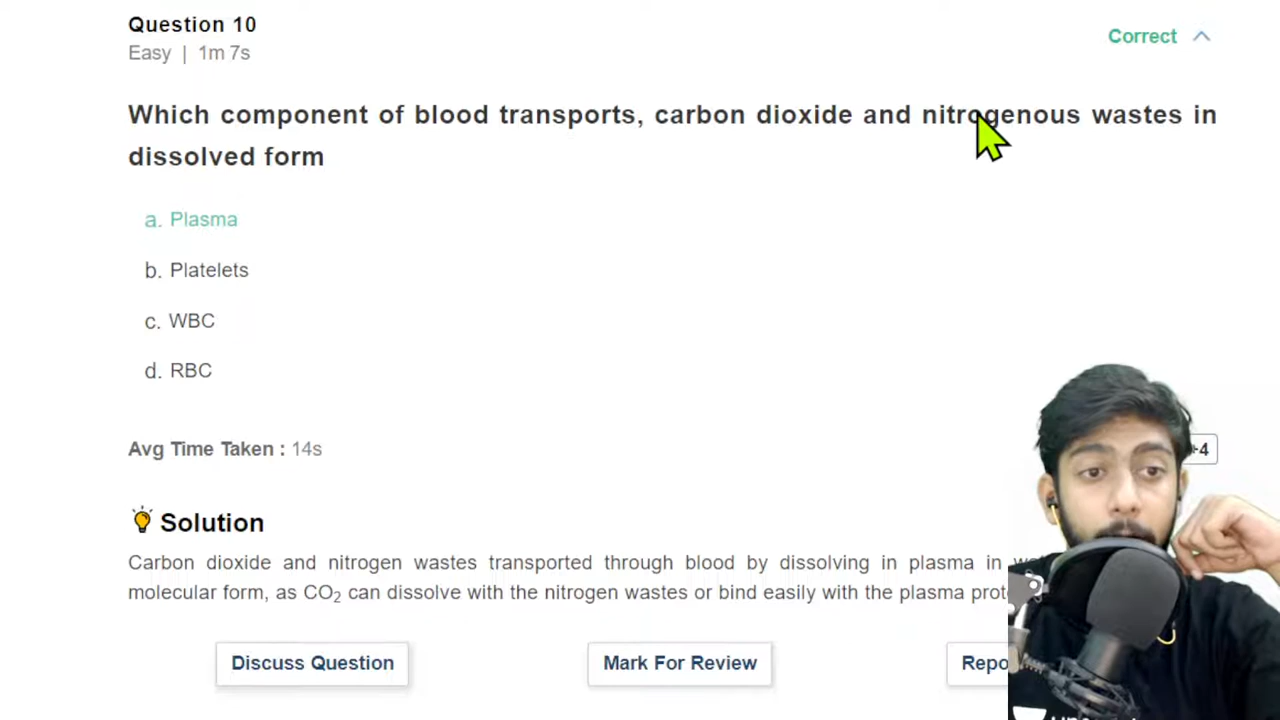 Question 10
Easy | 1m 7s
Correct
Which component of blood transports, carbon dioxide and nitrogenous wastes in
dissolved form
a. Plasma
b. Platelets
c. WBC
d. RBC
Avg Time Taken : 14s
+4
Solution
Carbon dioxide and nitrogen wastes transported through blood by dissolving in plasma in
molecular form, as CO₂ can dissolve with the nitrogen wastes or bind easily with the plasma
Discuss Question
Mark For Review